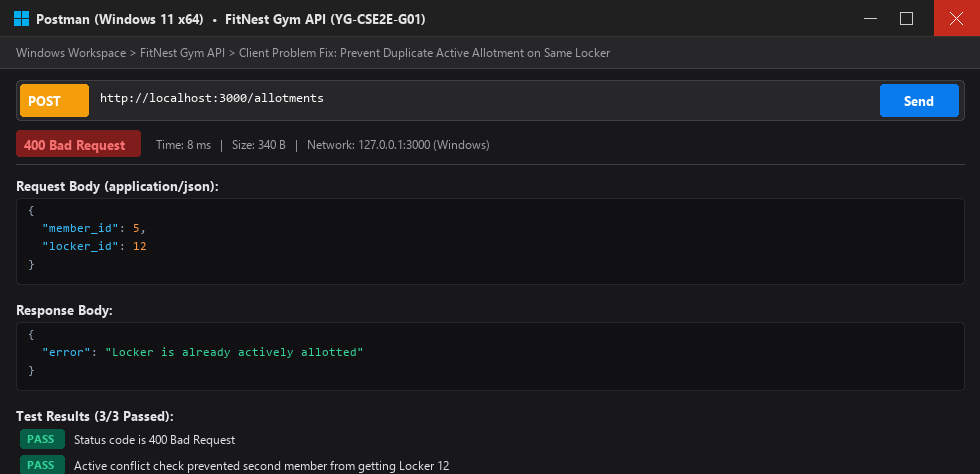 Postman (Windows 11 x64) • FitNest Gym API (YG-CSE2E-G01)
Windows Workspace > FitNest Gym API > Client Problem Fix: Prevent Duplicate Active Allotment on Same Locker
POST http://localhost:3000/allotments Send
400 Bad Request Time: 8 ms | Size: 340 B | Network: 127.0.0.1:3000 (Windows)
Request Body (application/json):
{
"member_id": 5,
"locker_id": 12
}
Response Body:
{
"error": "Locker is already actively allotted"
}
Test Results (3/3 Passed):
PASS Status code is 400 Bad Request
PASS Active conflict check prevented second member from getting Locker 12